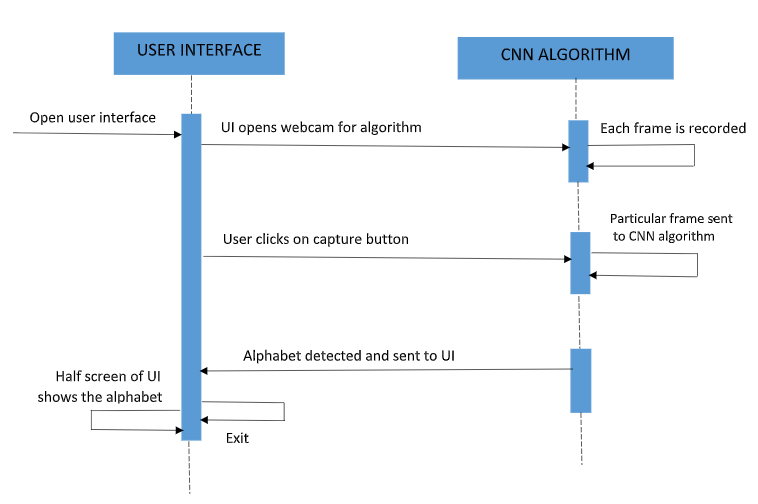 USER INTERFACE
CNN ALGORITHM
Open user interface
UI opens webcam for algorithm
Each frame is recorded
User clicks on capture button
Particular frame sent
to CNN algorithm
Alphabet detected and sent to UI
Half screen of UI
shows the alphabet
Exit